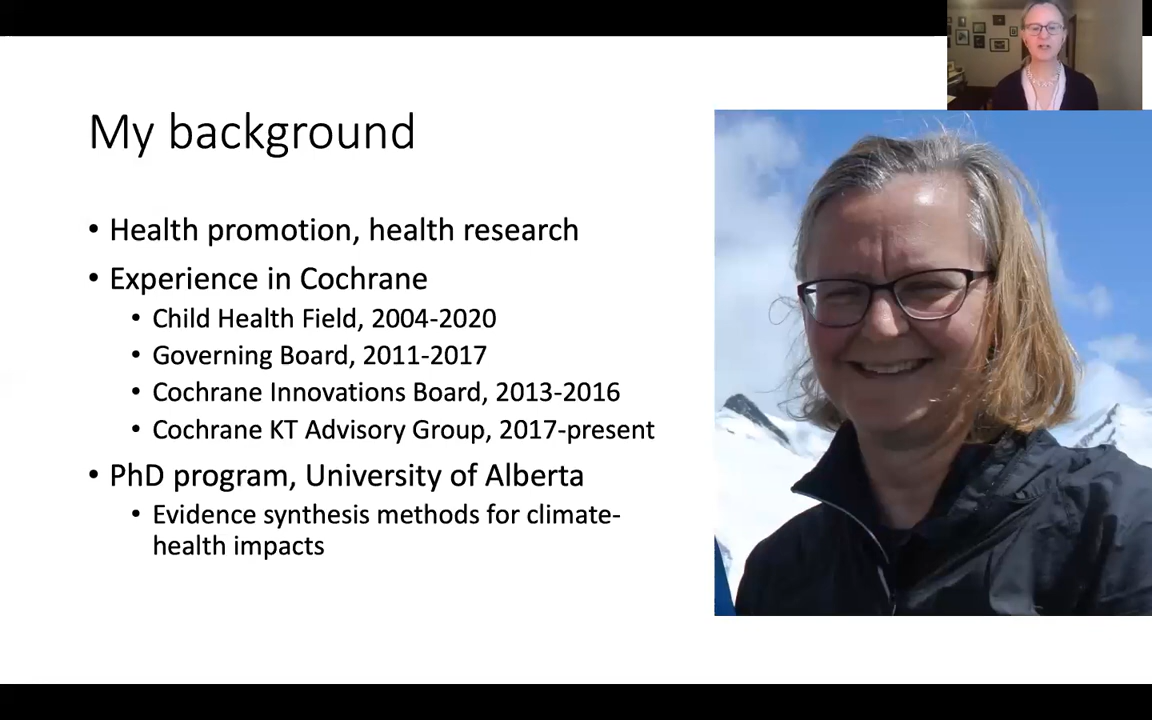 My background
• Health promotion, health research
• Experience in Cochrane
• Child Health Field, 2004-2020
• Governing Board, 2011-2017
• Cochrane Innovations Board, 2013-2016
• Cochrane KT Advisory Group, 2017-present
• PhD program, University of Alberta
• Evidence synthesis methods for climate-
health impacts